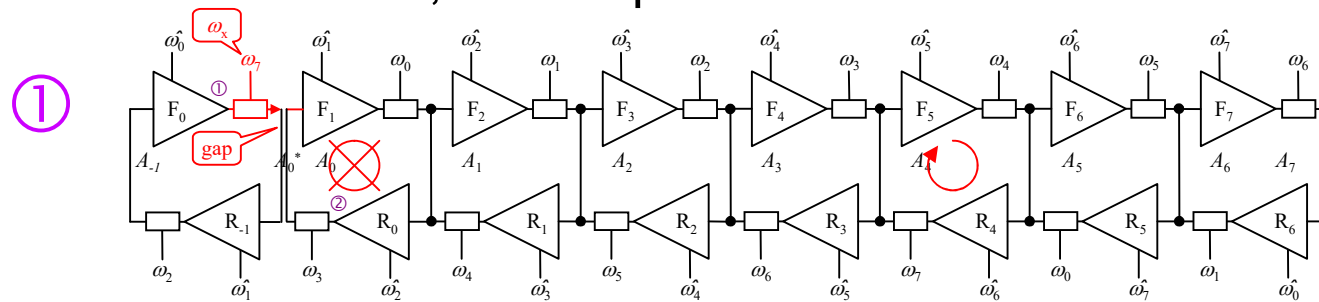 ①
ωₓ
ω̂₀ ω₇ ω̂₁ ω₀ ω̂₂ ω₁ ω̂₃ ω₂ ω̂₄ ω₃ ω̂₅ ω₄ ω̂₆ ω₅ ω̂₇ ω₆
F₀ ① F₁ F₂ F₃ F₄ F₅ F₆ F₇
gap
A₋₁ A₀* A₀ A₁ A₂ A₃ A₄ A₅ A₆ A₇
②
R₋₁ R₀ R₁ R₂ R₃ R₄ R₅ R₆
ω₂ ω₃ ω₄ ω₅ ω₆ ω₇ ω₀ ω₁
ω̂₁ ω̂₂ ω̂₃ ω̂₄ ω̂₅ ω̂₆ ω̂₇ ω̂₀